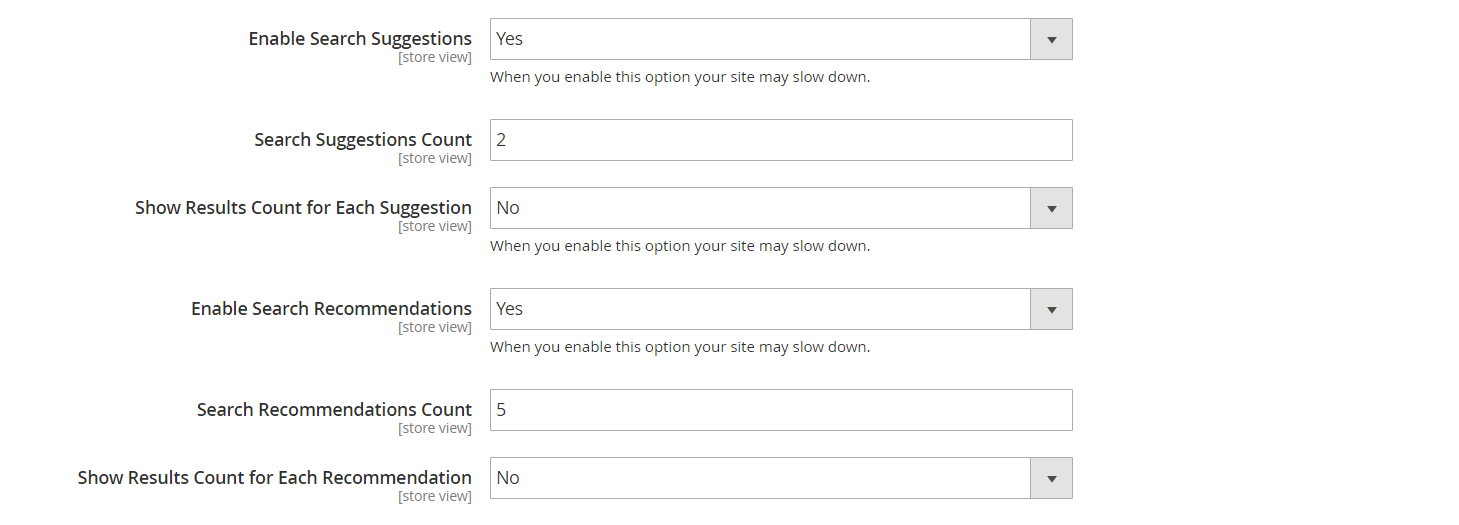 Enable Search Suggestions
[store view]
Yes
When you enable this option your site may slow down.
Search Suggestions Count
[store view]
2
Show Results Count for Each Suggestion
[store view]
No
When you enable this option your site may slow down.
Enable Search Recommendations
[store view]
Yes
When you enable this option your site may slow down.
Search Recommendations Count
[store view]
5
Show Results Count for Each Recommendation
[store view]
No